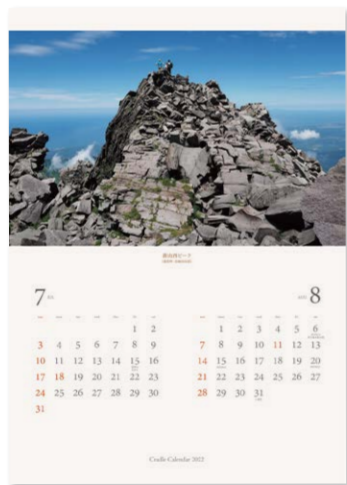 7
8
1 2
3 4 5 6 7 8 9
10 11 12 13 14 15 16
17 18 19 20 21 22 23
24 25 26 27 28 29 30
31
1 2 3 4 5 6
7 8 9 10 11 12 13
14 15 16 17 18 19 20
21 22 23 24 25 26 27
28 29 30 31
Cradle Calendar 2022